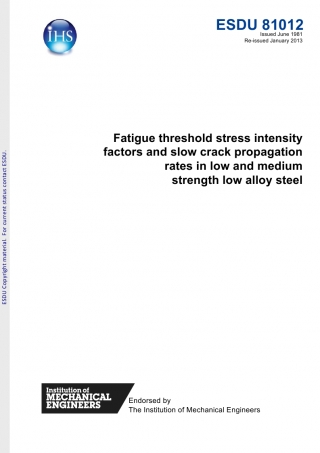 IHS
ESDU 81012
Issued June 1981
Re-issued January 2013
Fatigue threshold stress intensity
factors and slow crack propagation
rates in low and medium
strength low alloy steel
ESDU Copyright material. For current status contact ESDU.
Institution of
MECHANICAL
ENGINEERS
Endorsed by
The Institution of Mechanical Engineers